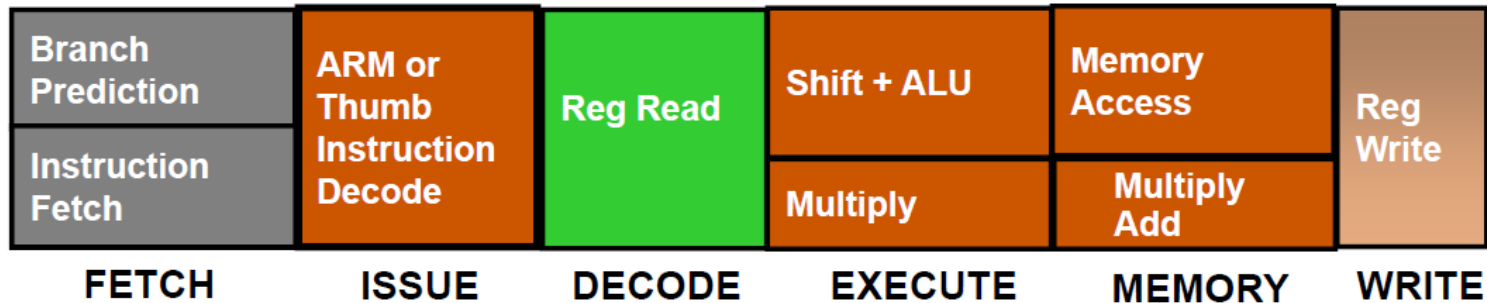 Branch
Prediction
Instruction
Fetch
ARM or
Thumb
Instruction
Decode
Reg Read
Shift + ALU
Multiply
Memory
Access
Multiply
Add
Reg
Write
FETCH
ISSUE
DECODE
EXECUTE
MEMORY
WRITE